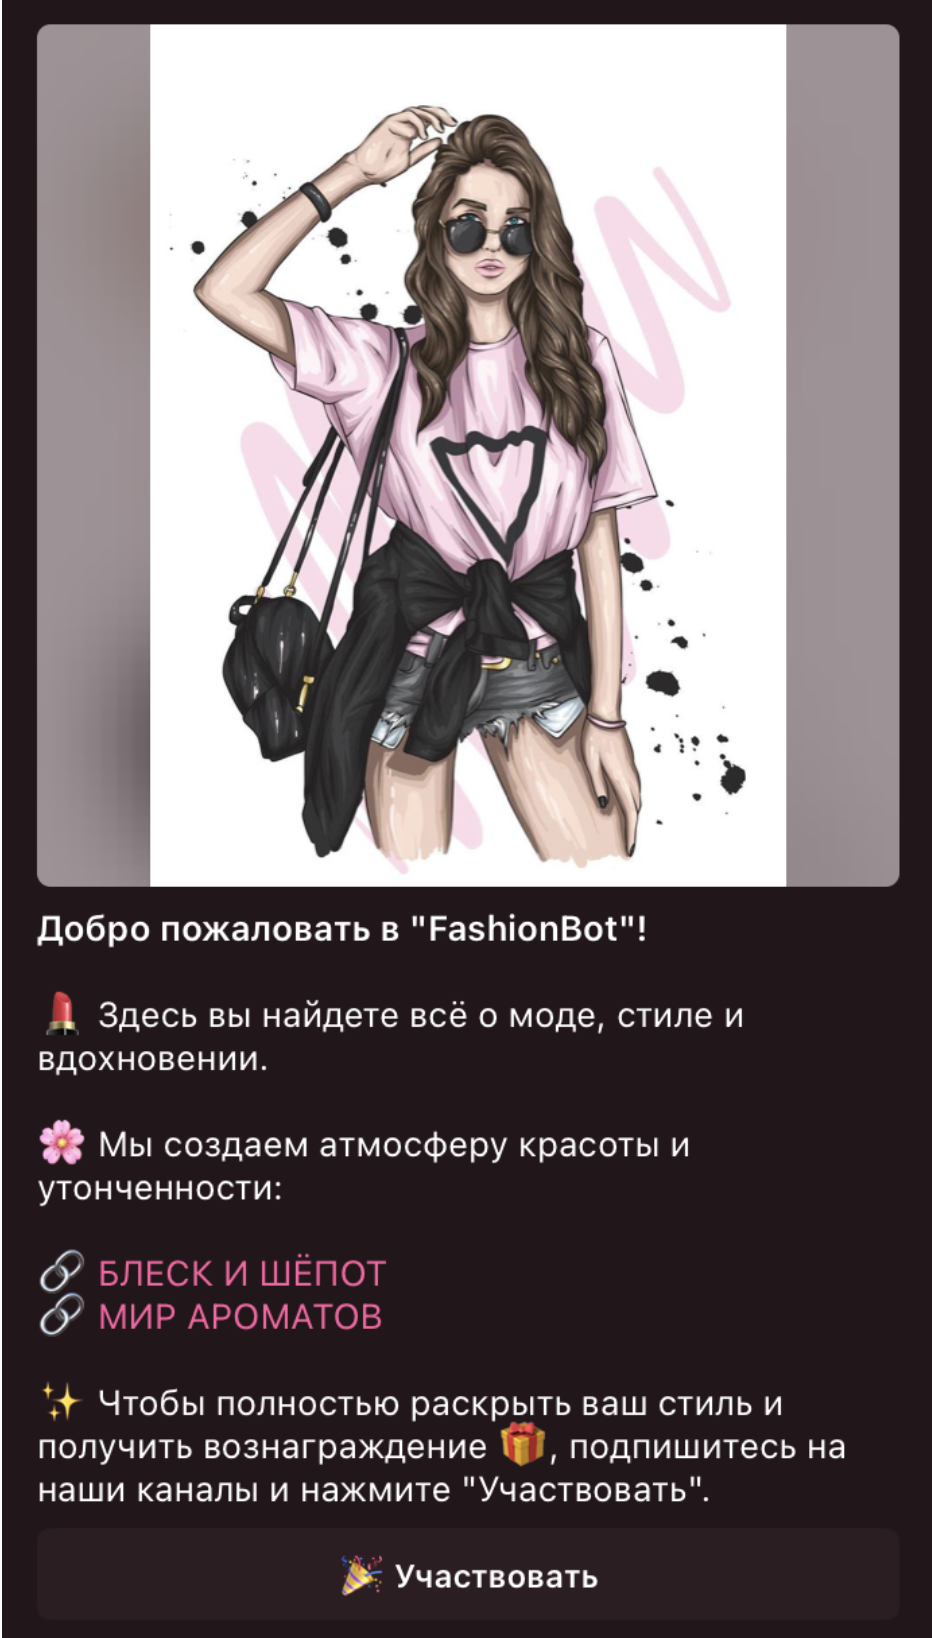 Добро пожаловать в "FashionBot"!
💄 Здесь вы найдете всё о моде, стиле и
вдохновении.
🌸 Мы создаем атмосферу красоты и
утонченности:
🔗 БЛЕСК И ШЁПОТ
🔗 МИР АРОМАТОВ
✨ Чтобы полностью раскрыть ваш стиль и
получить вознаграждение 🎁, подпишитесь на
наши каналы и нажмите "Участвовать".
🎉 Участвовать